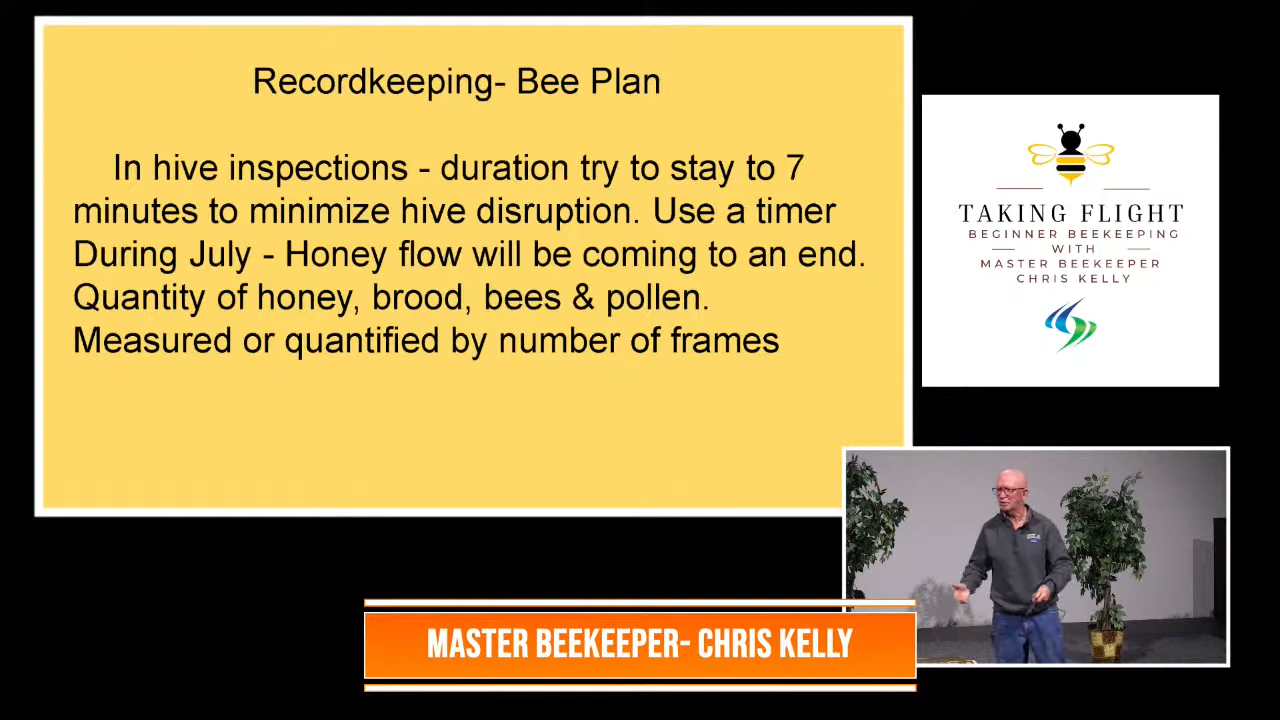 Recordkeeping- Bee Plan
In hive inspections - duration try to stay to 7
minutes to minimize hive disruption. Use a timer
During July - Honey flow will be coming to an end.
Quantity of honey, brood, bees & pollen.
Measured or quantified by number of frames
TAKING FLIGHT
BEGINNER BEEKEEPING
WITH
MASTER BEEKEEPER
CHRIS KELLY
MASTER BEEKEEPER- CHRIS KELLY